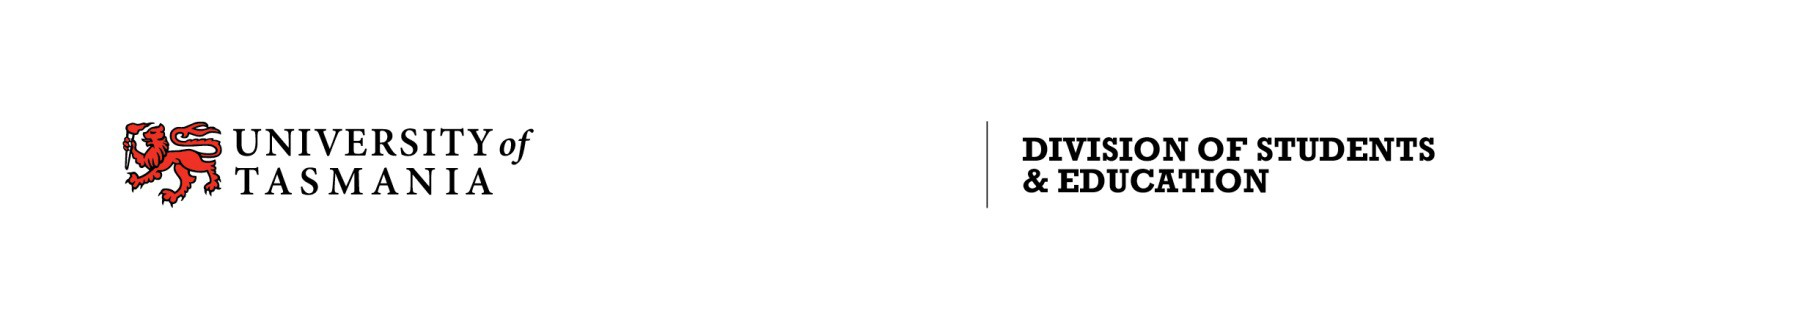 UNIVERSITY of
TASMANIA
DIVISION OF STUDENTS
& EDUCATION